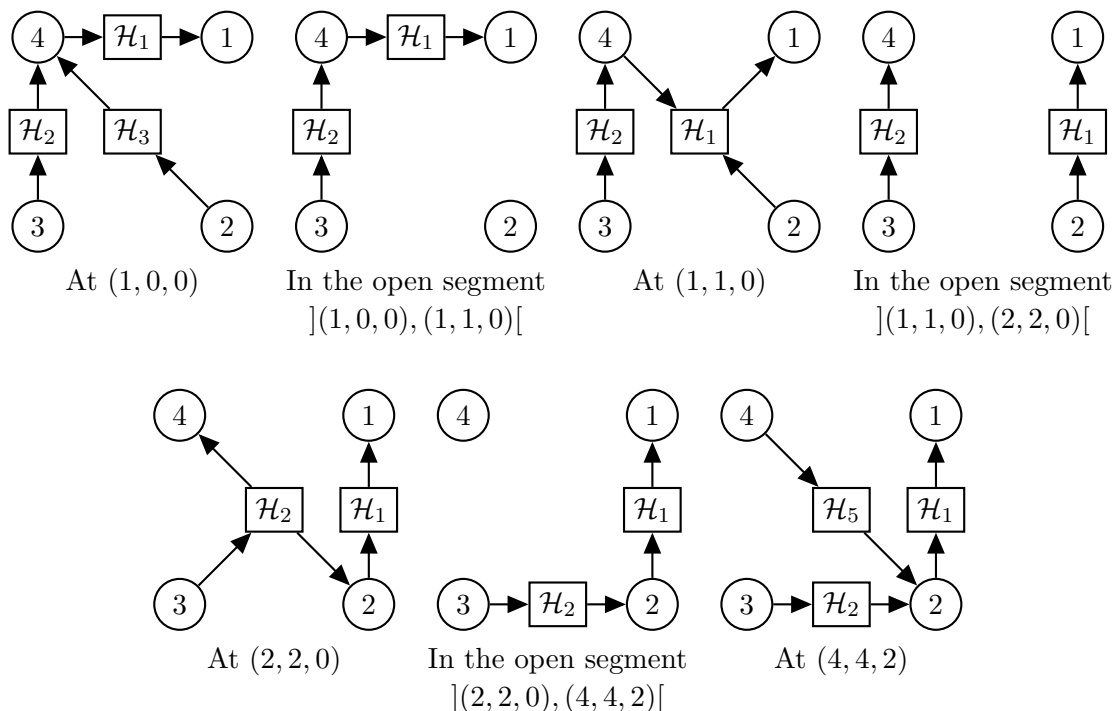 4 ℋ₁ 1 4 ℋ₁ 1 4 1 4 1
ℋ₂ ℋ₃ ℋ₂ ℋ₂ ℋ₁ ℋ₂ ℋ₁
3 2 3 2 3 2 3 2
At (1, 0, 0) In the open segment At (1, 1, 0) In the open segment
](1, 0, 0), (1, 1, 0)[ ](1, 1, 0), (2, 2, 0)[
4 1 4 1 4 1
ℋ₂ ℋ₁ ℋ₁ ℋ₅ ℋ₁
3 2 3 ℋ₂ 2 3 ℋ₂ 2
At (2, 2, 0) In the open segment At (4, 4, 2)
](2, 2, 0), (4, 4, 2)[